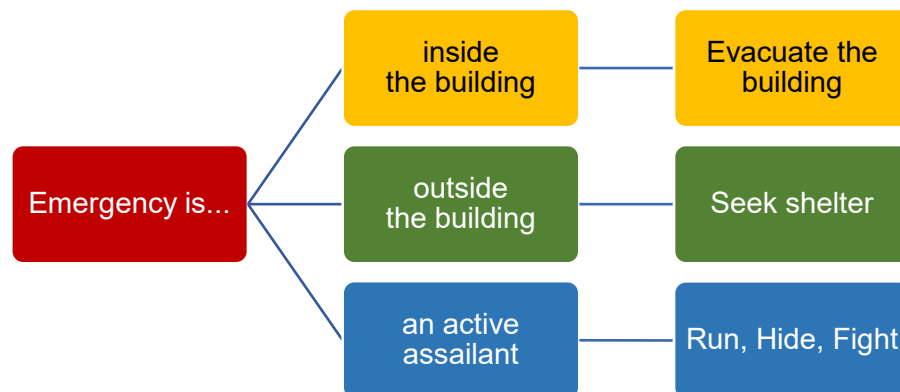 Emergency is...
inside
the building
Evacuate the
building
outside
the building
Seek shelter
an active
assailant
Run, Hide, Fight